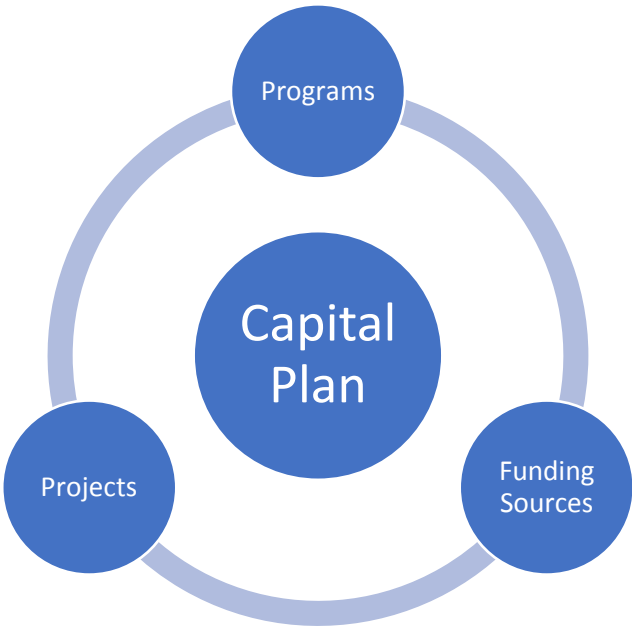 Programs
Capital
Plan
Projects
Funding
Sources